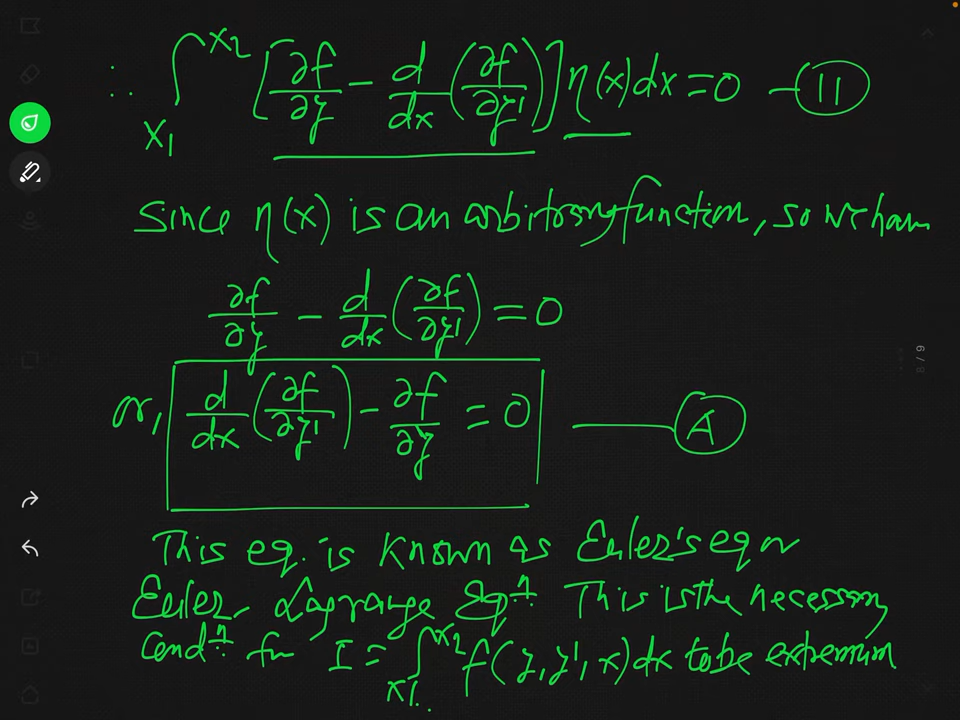 ∴ ∫_{x1}^{x2} [∂f/∂y − d/dx (∂f/∂y')] η(x) dx = 0 — (11)
Since η(x) is an arbitrary function, so we have
∂f/∂y − d/dx (∂f/∂y') = 0
or, d/dx (∂f/∂y') − ∂f/∂y = 0 — (A)
This eq. is known as Euler's eqn
Euler-Lagrange Eqn. This is the necessary
Condn. for I = ∫_{x1}^{x2} f(y, y', x) dx to be extremum
8/9